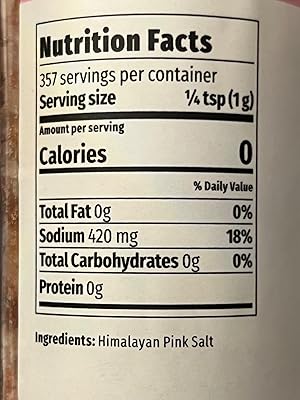 Nutrition Facts
357 servings per container
Serving size ¼ tsp (1 g)
Amount per serving
Calories 0
% Daily Value
Total Fat 0g 0%
Sodium 420 mg 18%
Total Carbohydrates 0g 0%
Protein 0g
Ingredients: Himalayan Pink Salt